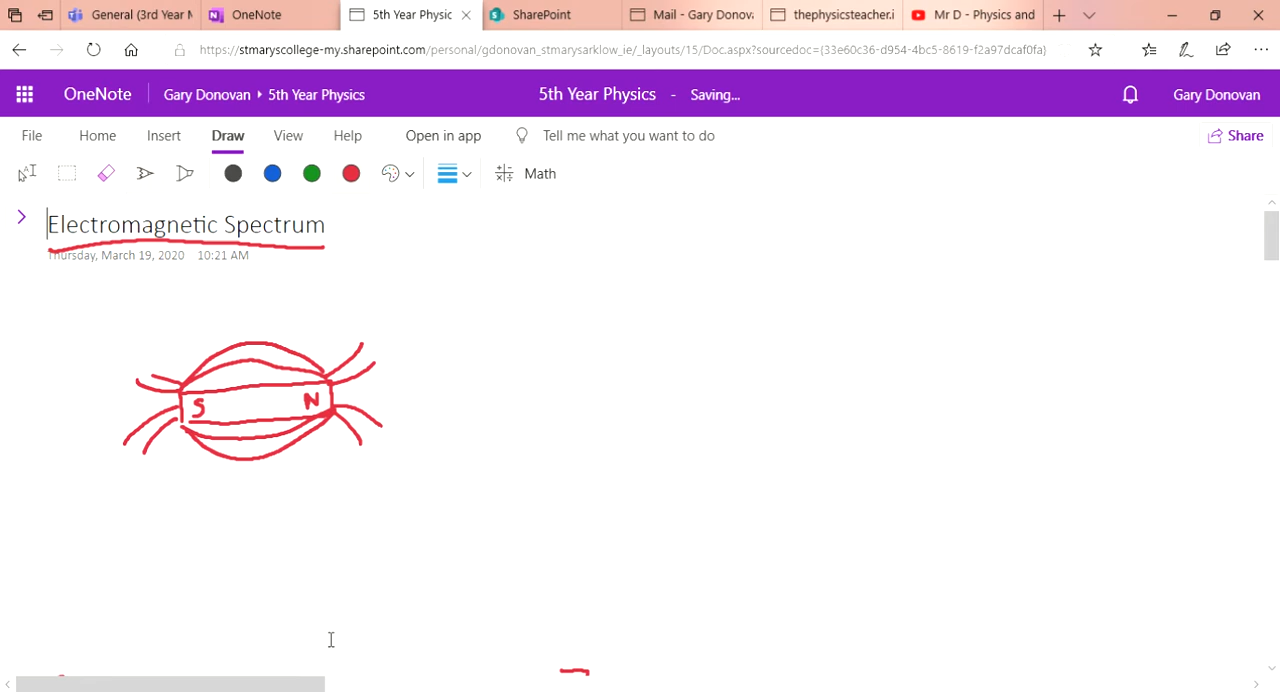 General (3rd Year M
OneNote
5th Year Physic
SharePoint
Mail - Gary Donova
thephysicsteacher.i
Mr D - Physics and
https://stmaryscollege-my.sharepoint.com/personal/gdonovan_stmarysarklow_ie/_layouts/15/Doc.aspx?sourcedoc={33e60c36-d954-4bc5-8619-f2a97dcaf0fa}
OneNote
Gary Donovan ▸ 5th Year Physics
5th Year Physics - Saving...
Gary Donovan
File Home Insert Draw View Help Open in app Tell me what you want to do Share
Math
Electromagnetic Spectrum
Thursday, March 19, 2020 10:21 AM
S N